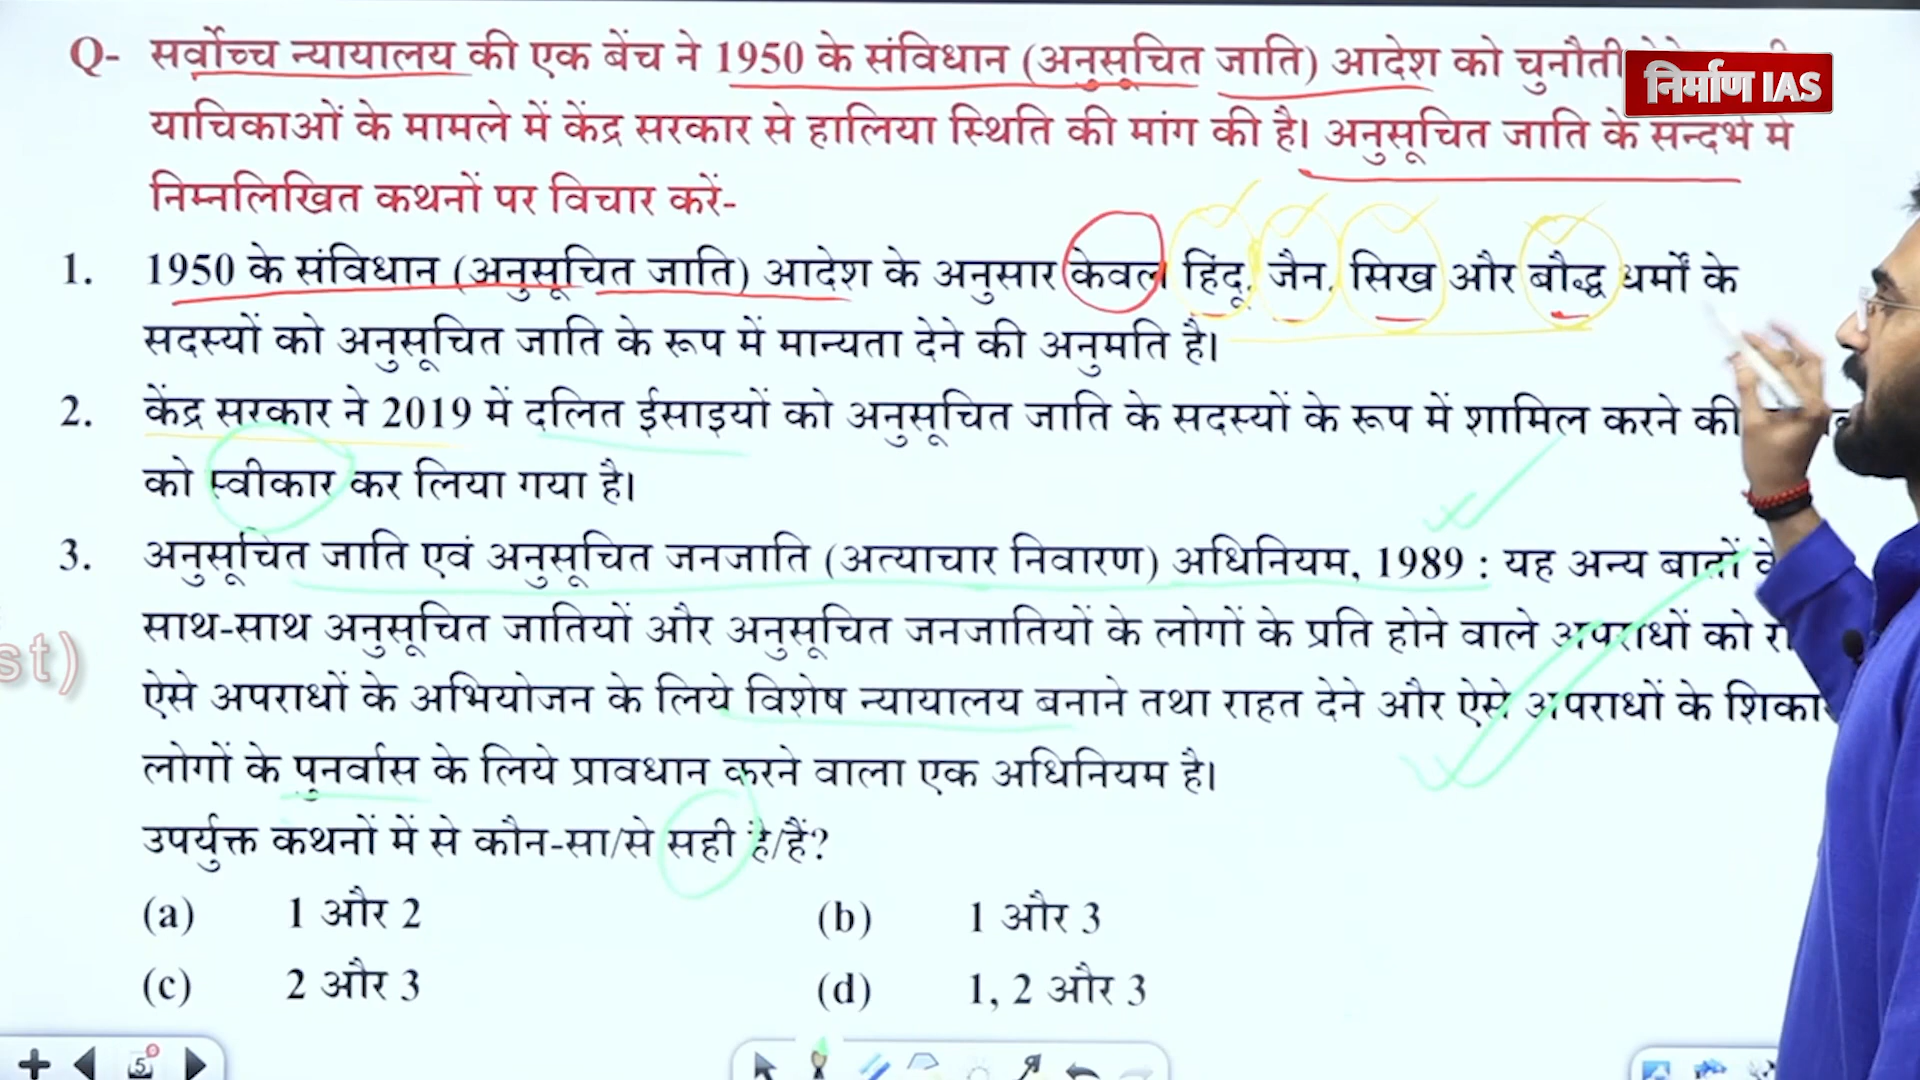 Q- सर्वोच्च न्यायालय की एक बेंच ने 1950 के संविधान (अनुसूचित जाति) आदेश को चुनौती
निर्माण IAS
याचिकाओं के मामले में केंद्र सरकार से हालिया स्थिति की मांग की है। अनुसूचित जाति के सन्दर्भ में
निम्नलिखित कथनों पर विचार करें-
1. 1950 के संविधान (अनुसूचित जाति) आदेश के अनुसार केवल हिंदू, जैन, सिख और बौद्ध धर्मों के
सदस्यों को अनुसूचित जाति के रूप में मान्यता देने की अनुमति है।
2. केंद्र सरकार ने 2019 में दलित ईसाइयों को अनुसूचित जाति के सदस्यों के रूप में शामिल करने की
को स्वीकार कर लिया गया है।
3. अनुसूचित जाति एवं अनुसूचित जनजाति (अत्याचार निवारण) अधिनियम, 1989 : यह अन्य बातों
साथ-साथ अनुसूचित जातियों और अनुसूचित जनजातियों के लोगों के प्रति होने वाले अपराधों को
ऐसे अपराधों के अभियोजन के लिये विशेष न्यायालय बनाने तथा राहत देने और ऐसे अपराधों के
लोगों के पुनर्वास के लिये प्रावधान करने वाला एक अधिनियम है।
उपर्युक्त कथनों में से कौन-सा/से सही है/हैं?
(a) 1 और 2 (b) 1 और 3
(c) 2 और 3 (d) 1, 2 और 3
st)
5